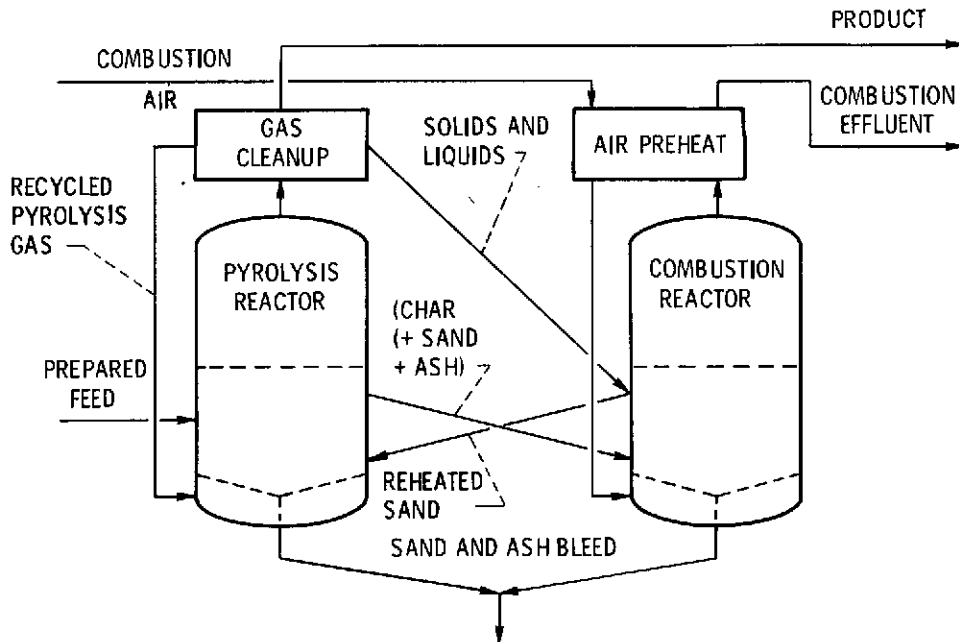 PRODUCT
COMBUSTION
AIR
COMBUSTION
EFFLUENT
GAS
CLEANUP
SOLIDS AND
LIQUIDS
AIR PREHEAT
RECYCLED
PYROLYSIS
GAS
PYROLYSIS
REACTOR
COMBUSTION
REACTOR
(CHAR
(+ SAND
+ ASH)
PREPARED
FEED
REHEATED
SAND
SAND AND ASH BLEED